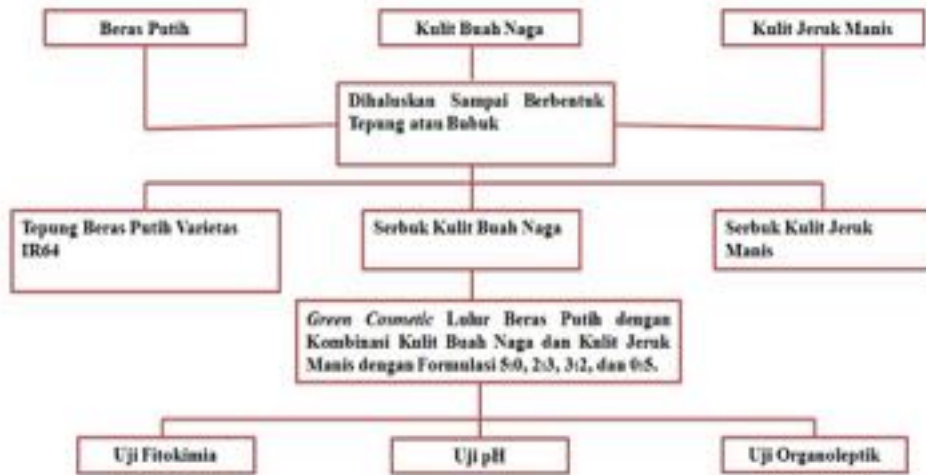 Beras Putih
Kulit Buah Naga
Kulit Jeruk Manis
Dihaluskan Sampai Berbentuk
Tepung atau Bubuk
Tepung Beras Putih Varietas
IR64
Serbuk Kulit Buah Naga
Serbuk Kulit Jeruk
Manis
Green Cosmetic Lulur Beras Putih dengan
Kombinasi Kulit Buah Naga dan Kulit Jeruk
Manis dengan Formulasi 5:0, 2:3, 3:2, dan 0:5.
Uji Fitokimia
Uji pH
Uji Organoleptik